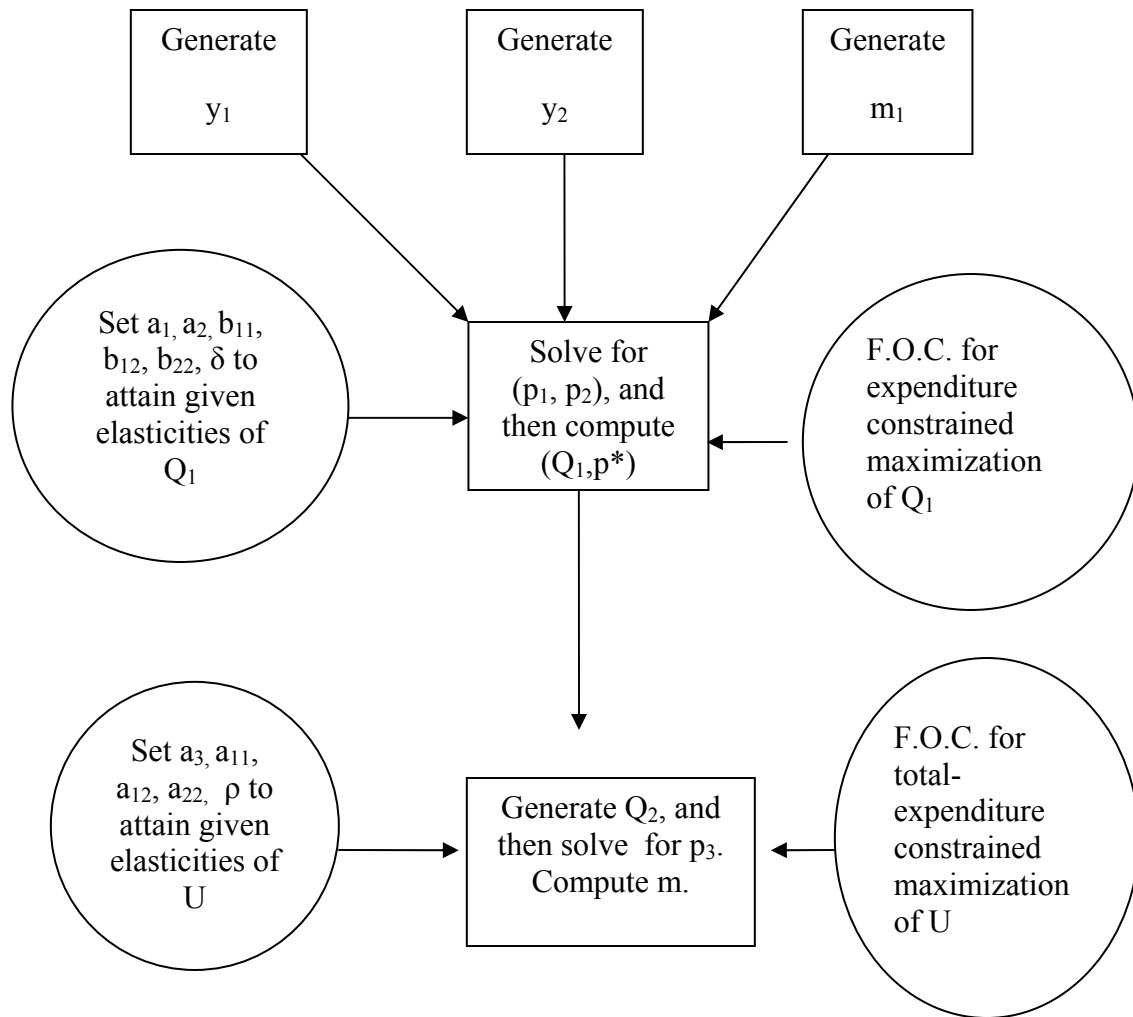 Generate
y₁
Generate
y₂
Generate
m₁
Set a₁, a₂, b₁₁,
b₁₂, b₂₂, δ to
attain given
elasticities of
Q₁
Solve for
(p₁, p₂), and
then compute
(Q₁,p*)
F.O.C. for
expenditure
constrained
maximization
of Q₁
Set a₃, a₁₁,
a₁₂, a₂₂, ρ to
attain given
elasticities of
U
Generate Q₂, and
then solve for p₃.
Compute m.
F.O.C. for
total-
expenditure
constrained
maximization
of U